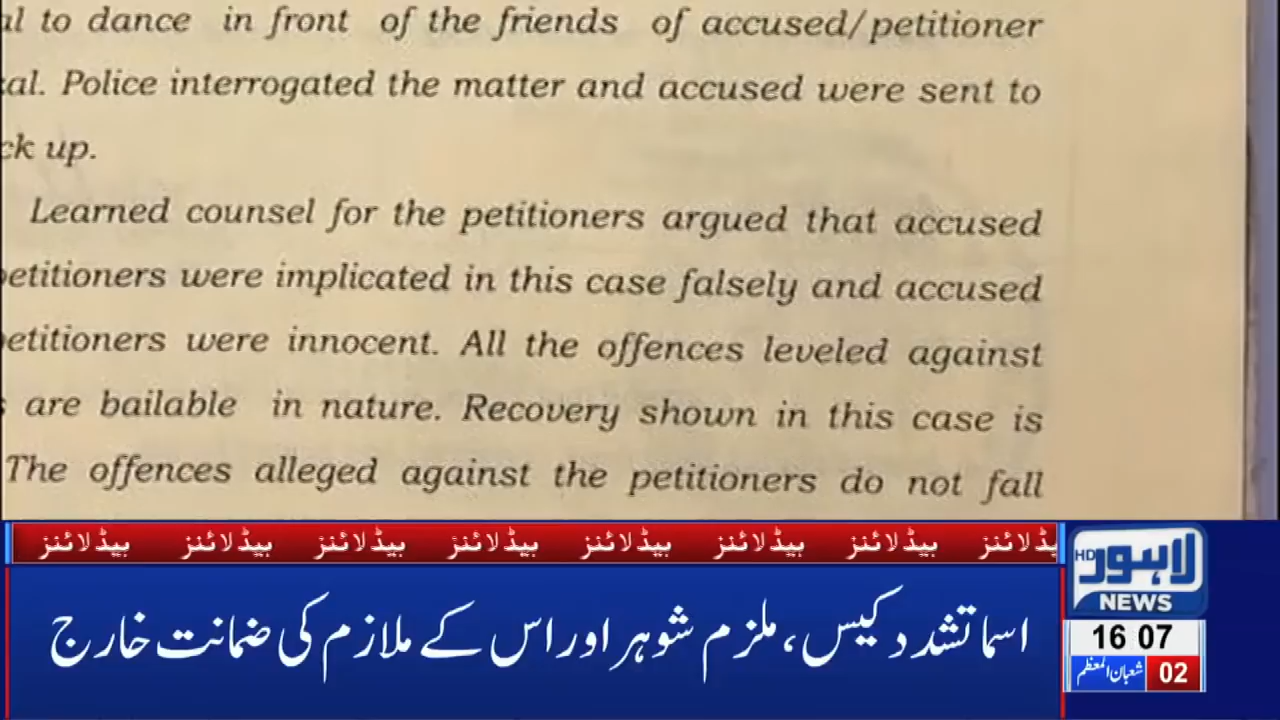 al to dance in front of the friends of accused/petitioner
al. Police interrogated the matter and accused were sent to
ck up.
Learned counsel for the petitioners argued that accused
petitioners were implicated in this case falsely and accused
etitioners were innocent. All the offences leveled against
s are bailable in nature. Recovery shown in this case is
The offences alleged against the petitioners do not fall
ہیڈلائنز ہیڈلائنز ہیڈلائنز ہیڈلائنز ہیڈلائنز ہیڈلائنز ہیڈلائنز یڈلائنز
اسما تشدد کیس، ملزم شوہر اور اس کے ملازم کی ضمانت خارج
لاہور HD
NEWS
16 07
شعبان المعظم 02